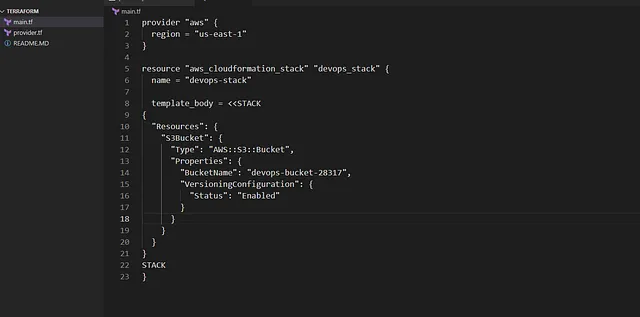 TERRAFORM
main.tf
provider.tf
README.MD
main.tf
1 provider "aws" {
2 region = "us-east-1"
3 }
4
5 resource "aws_cloudformation_stack" "devops_stack" {
6 name = "devops-stack"
7
8 template_body = <<STACK
9 {
10 "Resources": {
11 "S3Bucket": {
12 "Type": "AWS::S3::Bucket",
13 "Properties": {
14 "BucketName": "devops-bucket-28317",
15 "VersioningConfiguration": {
16 "Status": "Enabled"
17 }
18 }
19 }
20 }
21 }
22 STACK
23 }